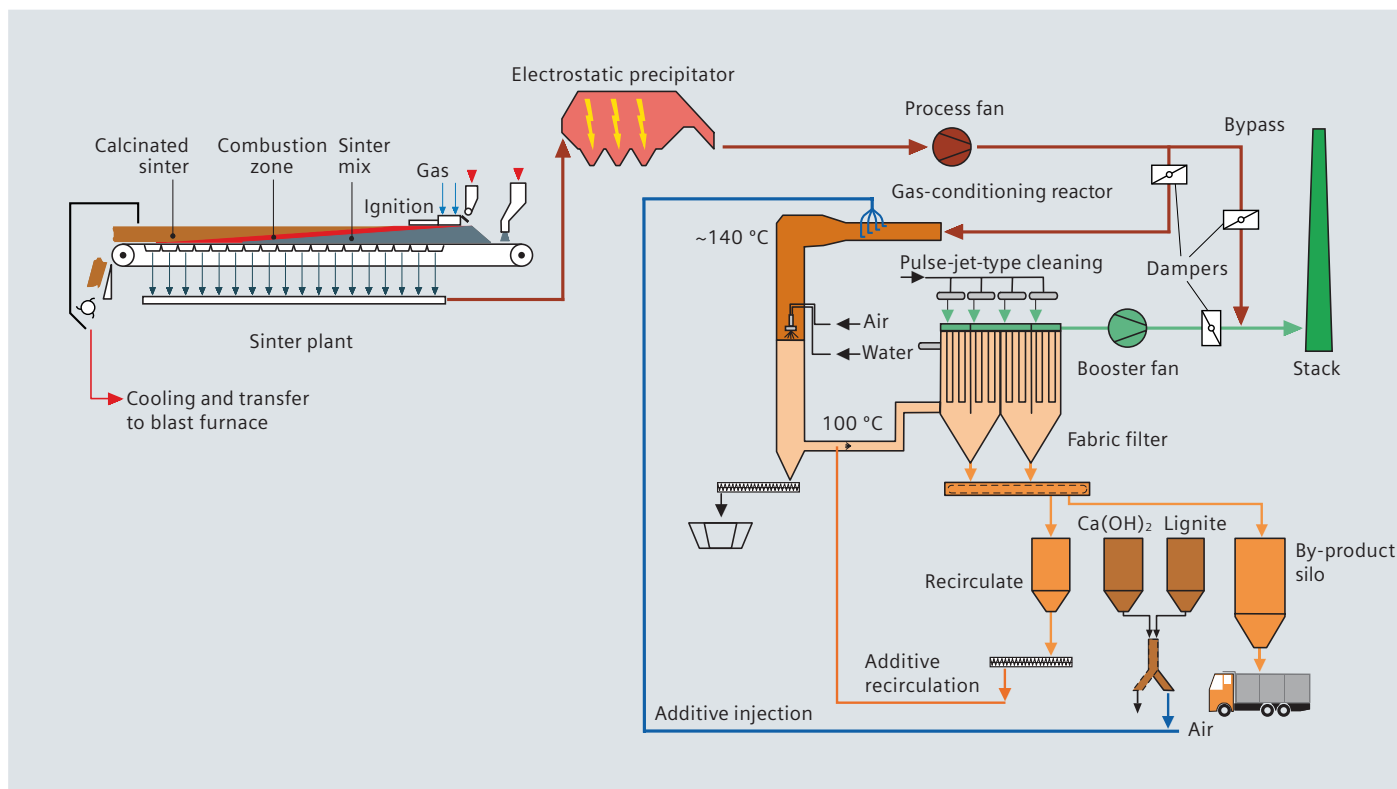 Electrostatic precipitator
Process fan
Bypass
Calcinated
sinter
Combustion
zone
Sinter
mix
Gas
Ignition
Gas-conditioning reactor
~140 °C
Pulse-jet-type cleaning
Dampers
Air
Water
Sinter plant
Booster fan
Stack
Cooling and transfer
to blast furnace
100 °C
Fabric filter
Ca(OH)₂
Lignite
By-product
silo
Recirculate
Additive
recirculation
Additive injection
Air